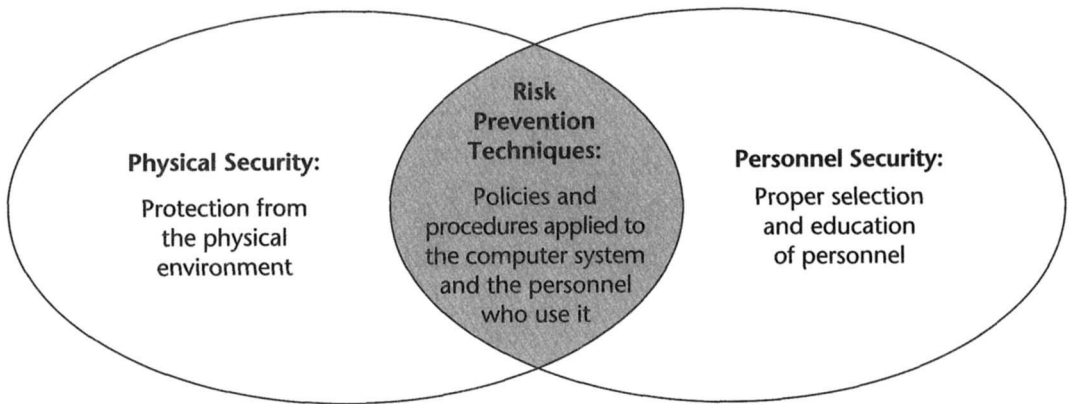 Physical Security:
Protection from
the physical
environment
Risk
Prevention
Techniques:
Policies and
procedures applied to
the computer system
and the personnel
who use it
Personnel Security:
Proper selection
and education
of personnel